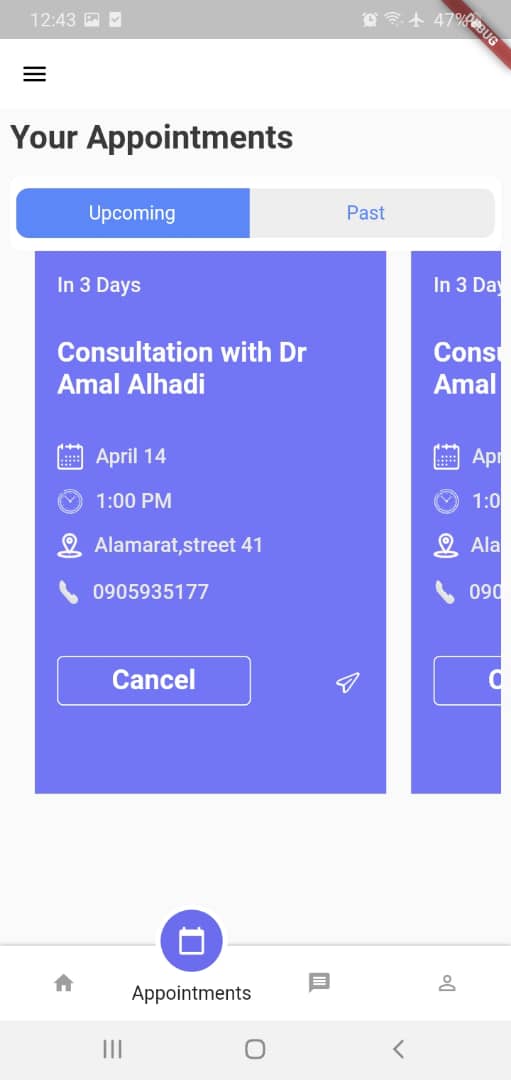 12:43
47%
DEBUG
Your Appointments
Upcoming
Past
In 3 Days
Consultation with Dr
Amal Alhadi
April 14
1:00 PM
Alamarat,street 41
0905935177
Cancel
In 3 Day
Cons
Amal
Apr
1:0
Ala
090
C
Appointments